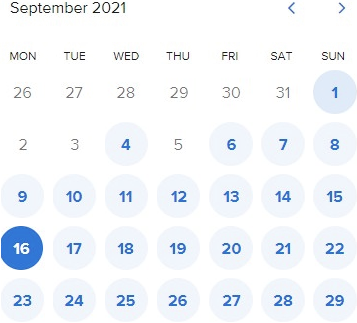 September 2021
MON TUE WED THU FRI SAT SUN
26 27 28 29 30 31 1
2 3 4 5 6 7 8
9 10 11 12 13 14 15
16 17 18 19 20 21 22
23 24 25 26 27 28 29